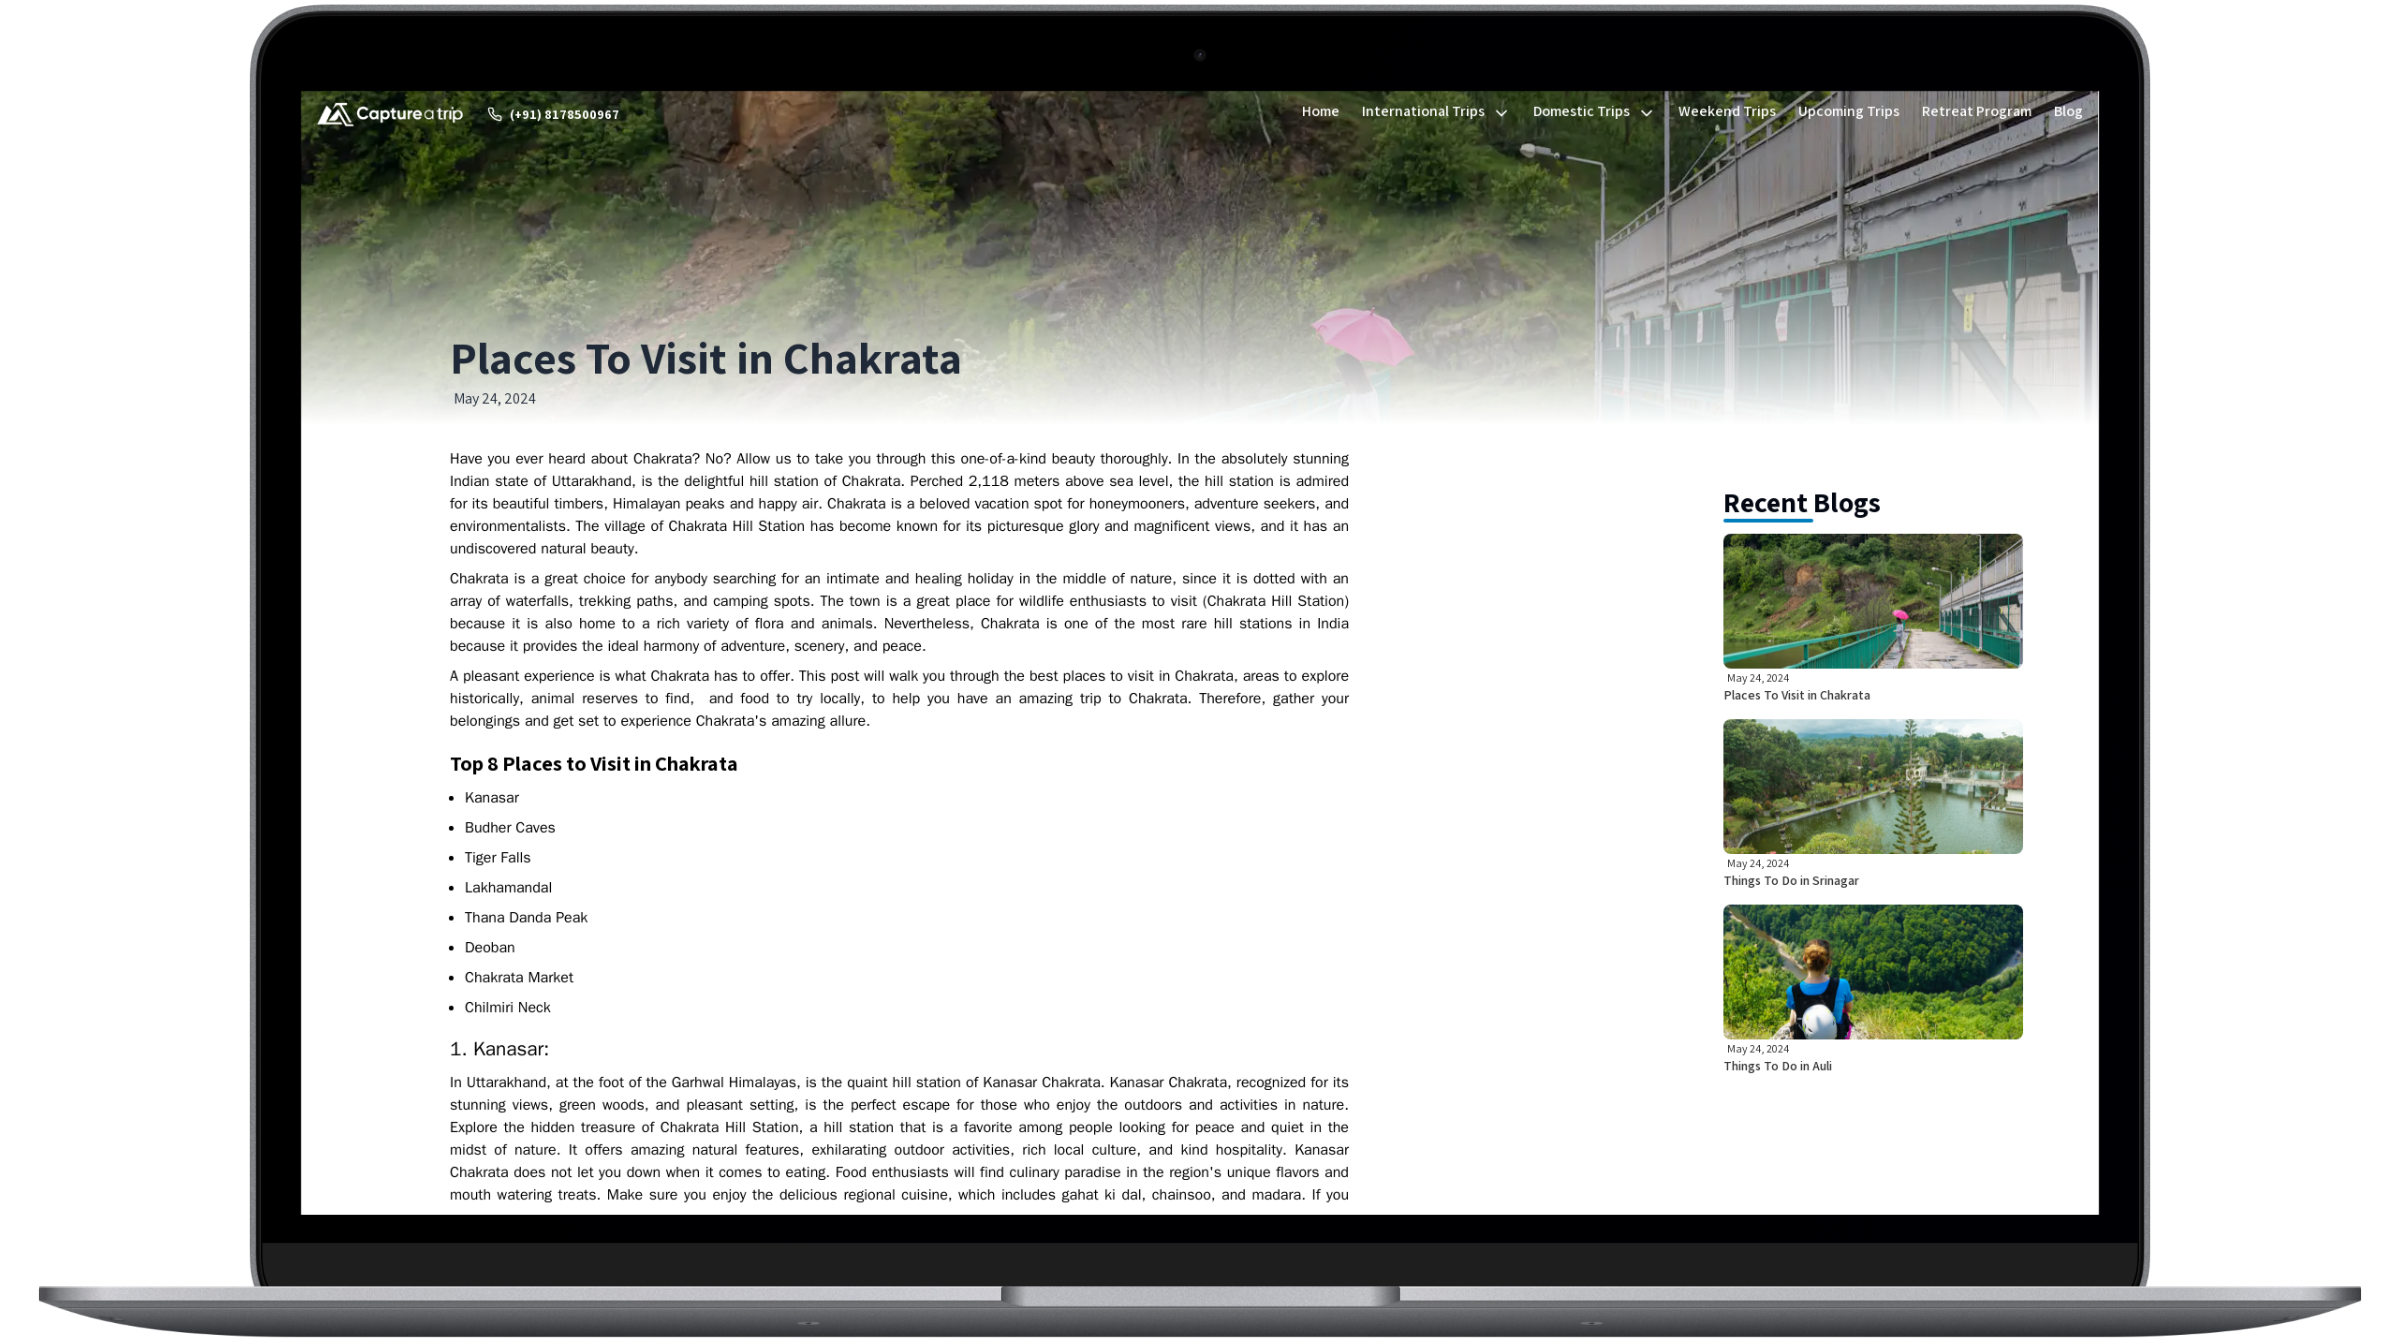 Capture a trip
(+91) 8178500967
Home International Trips Domestic Trips Weekend Trips Upcoming Trips Retreat Program Blog
Places To Visit in Chakrata
May 24, 2024
Have you ever heard about Chakrata? No? Allow us to take you through this one-of-a-kind beauty thoroughly. In the absolutely stunning
Indian state of Uttarakhand, is the delightful hill station of Chakrata. Perched 2,118 meters above sea level, the hill station is admired
for its beautiful timbers, Himalayan peaks and happy air. Chakrata is a beloved vacation spot for honeymooners, adventure seekers, and
environmentalists. The village of Chakrata Hill Station has become known for its picturesque glory and magnificent views, and it has an
undiscovered natural beauty.
Chakrata is a great choice for anybody searching for an intimate and healing holiday in the middle of nature, since it is dotted with an
array of waterfalls, trekking paths, and camping spots. The town is a great place for wildlife enthusiasts to visit (Chakrata Hill Station)
because it is also home to a rich variety of flora and animals. Nevertheless, Chakrata is one of the most rare hill stations in India
because it provides the ideal harmony of adventure, scenery, and peace.
A pleasant experience is what Chakrata has to offer. This post will walk you through the best places to visit in Chakrata, areas to explore
historically, animal reserves to find, and food to try locally, to help you have an amazing trip to Chakrata. Therefore, gather your
belongings and get set to experience Chakrata's amazing allure.
Top 8 Places to Visit in Chakrata
• Kanasar
• Budher Caves
• Tiger Falls
• Lakhamandal
• Thana Danda Peak
• Deoban
• Chakrata Market
• Chilmiri Neck
1. Kanasar:
In Uttarakhand, at the foot of the Garhwal Himalayas, is the quaint hill station of Kanasar Chakrata. Kanasar Chakrata, recognized for its
stunning views, green woods, and pleasant setting, is the perfect escape for those who enjoy the outdoors and activities in nature.
Explore the hidden treasure of Chakrata Hill Station, a hill station that is a favorite among people looking for peace and quiet in the
midst of nature. It offers amazing natural features, exhilarating outdoor activities, rich local culture, and kind hospitality. Kanasar
Chakrata does not let you down when it comes to eating. Food enthusiasts will find culinary paradise in the region's unique flavors and
mouth watering treats. Make sure you enjoy the delicious regional cuisine, which includes gahat ki dal, chainsoo, and madara. If you
Recent Blogs
May 24, 2024
Places To Visit in Chakrata
May 24, 2024
Things To Do in Srinagar
May 24, 2024
Things To Do in Auli